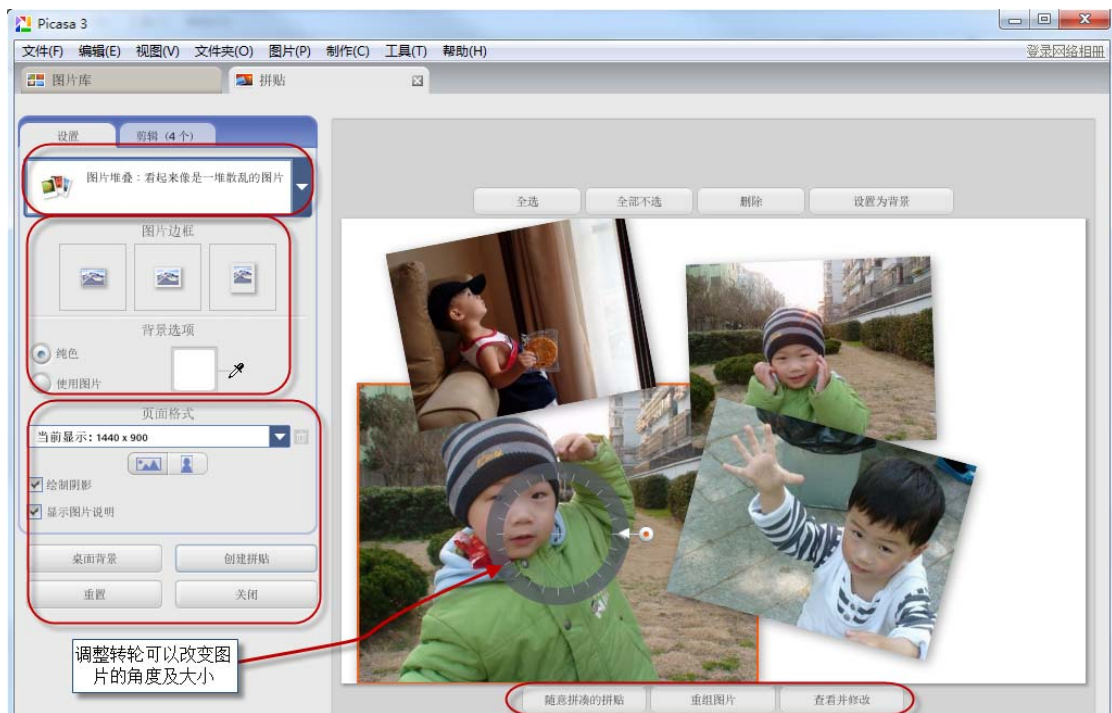 Picasa 3
文件(F) 编辑(E) 视图(V) 文件夹(O) 图片(P) 制作(C) 工具(T) 帮助(H) 登录网络相册
图片库 拼贴
设置 剪辑 (4 个)
图片堆叠：看起来像是一堆散乱的图片
图片边框
背景选项
纯色
使用图片
页面格式
当前显示: 1440 x 900
绘制阴影
显示图片说明
桌面背景 创建拼贴
重置 关闭
调整转轮可以改变图
片的角度及大小
全选 全部不选 删除 设置为背景
随意拼凑的拼贴 重组图片 查看并修改